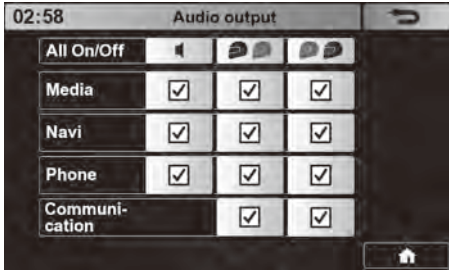 02:58 Audio output
All On/Off
Media
Navi
Phone
Communi-
cation